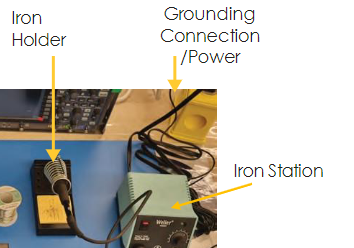 Iron
Holder
Grounding
Connection
/Power
Iron Station
Weller